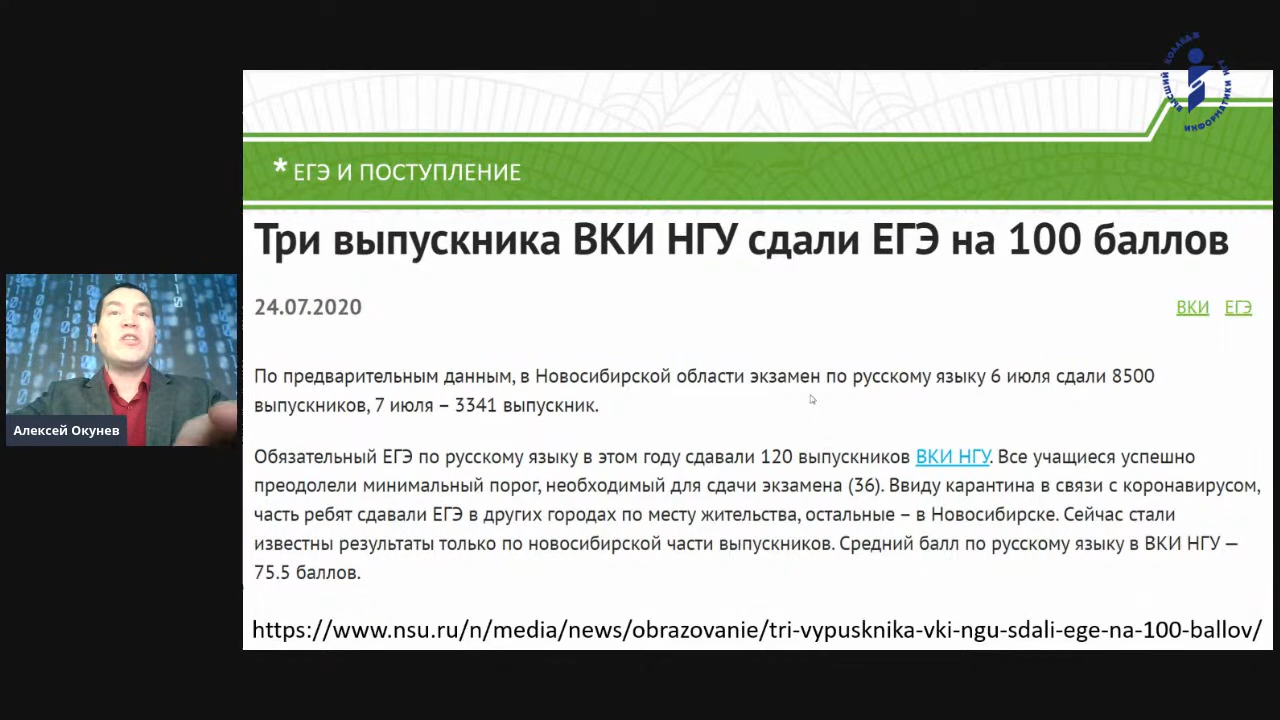 ВЫСШИЙ КОЛЛЕДЖ ИНФОРМАТИКИ НГУ
* ЕГЭ И ПОСТУПЛЕНИЕ
Три выпускника ВКИ НГУ сдали ЕГЭ на 100 баллов
24.07.2020
ВКИ ЕГЭ
По предварительным данным, в Новосибирской области экзамен по русскому языку 6 июля сдали 8500
выпускников, 7 июля – 3341 выпускник.
Обязательный ЕГЭ по русскому языку в этом году сдавали 120 выпускников ВКИ НГУ. Все учащиеся успешно
преодолели минимальный порог, необходимый для сдачи экзамена (36). Ввиду карантина в связи с коронавирусом,
часть ребят сдавали ЕГЭ в других городах по месту жительства, остальные – в Новосибирске. Сейчас стали
известны результаты только по новосибирской части выпускников. Средний балл по русскому языку в ВКИ НГУ —
75.5 баллов.
https://www.nsu.ru/n/media/news/obrazovanie/tri-vypusknika-vki-ngu-sdali-ege-na-100-ballov/
Алексей Окунев